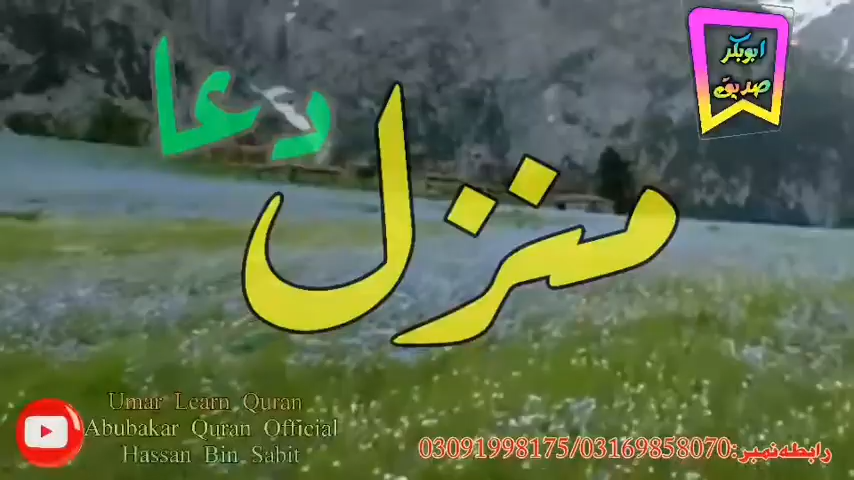 دعا
منزل
ابوبکر
صدیق
Umar Learn Quran
Abubakar Quran Official
Hassan Bin Sabit
رابطہ نمبر:03091998175/03169858070